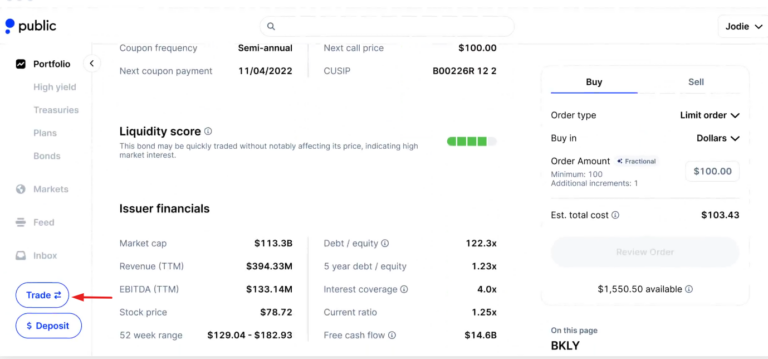 public
Jodie
Portfolio
High yield
Treasuries
Plans
Bonds
Markets
Feed
Inbox
Trade
$ Deposit
Coupon frequency Semi-annual Next call price $100.00
Next coupon payment 11/04/2022 CUSIP B00226R 12 2
Liquidity score
This bond may be quickly traded without notably affecting its price, indicating high
market interest.
Issuer financials
Market cap $113.3B Debt / equity 122.3x
Revenue (TTM) $394.33M 5 year debt / equity 1.23x
EBITDA (TTM) $133.14M Interest coverage 4.0x
Stock price $78.72 Current ratio 1.25x
52 week range $129.04 - $182.93 Free cash flow $14.6B
Buy Sell
Order type Limit order
Buy in Dollars
Order Amount Fractional
Minimum: 100
Additional increments: 1
$100.00
Est. total cost $103.43
Review Order
$1,550.50 available
On this page
BKLY